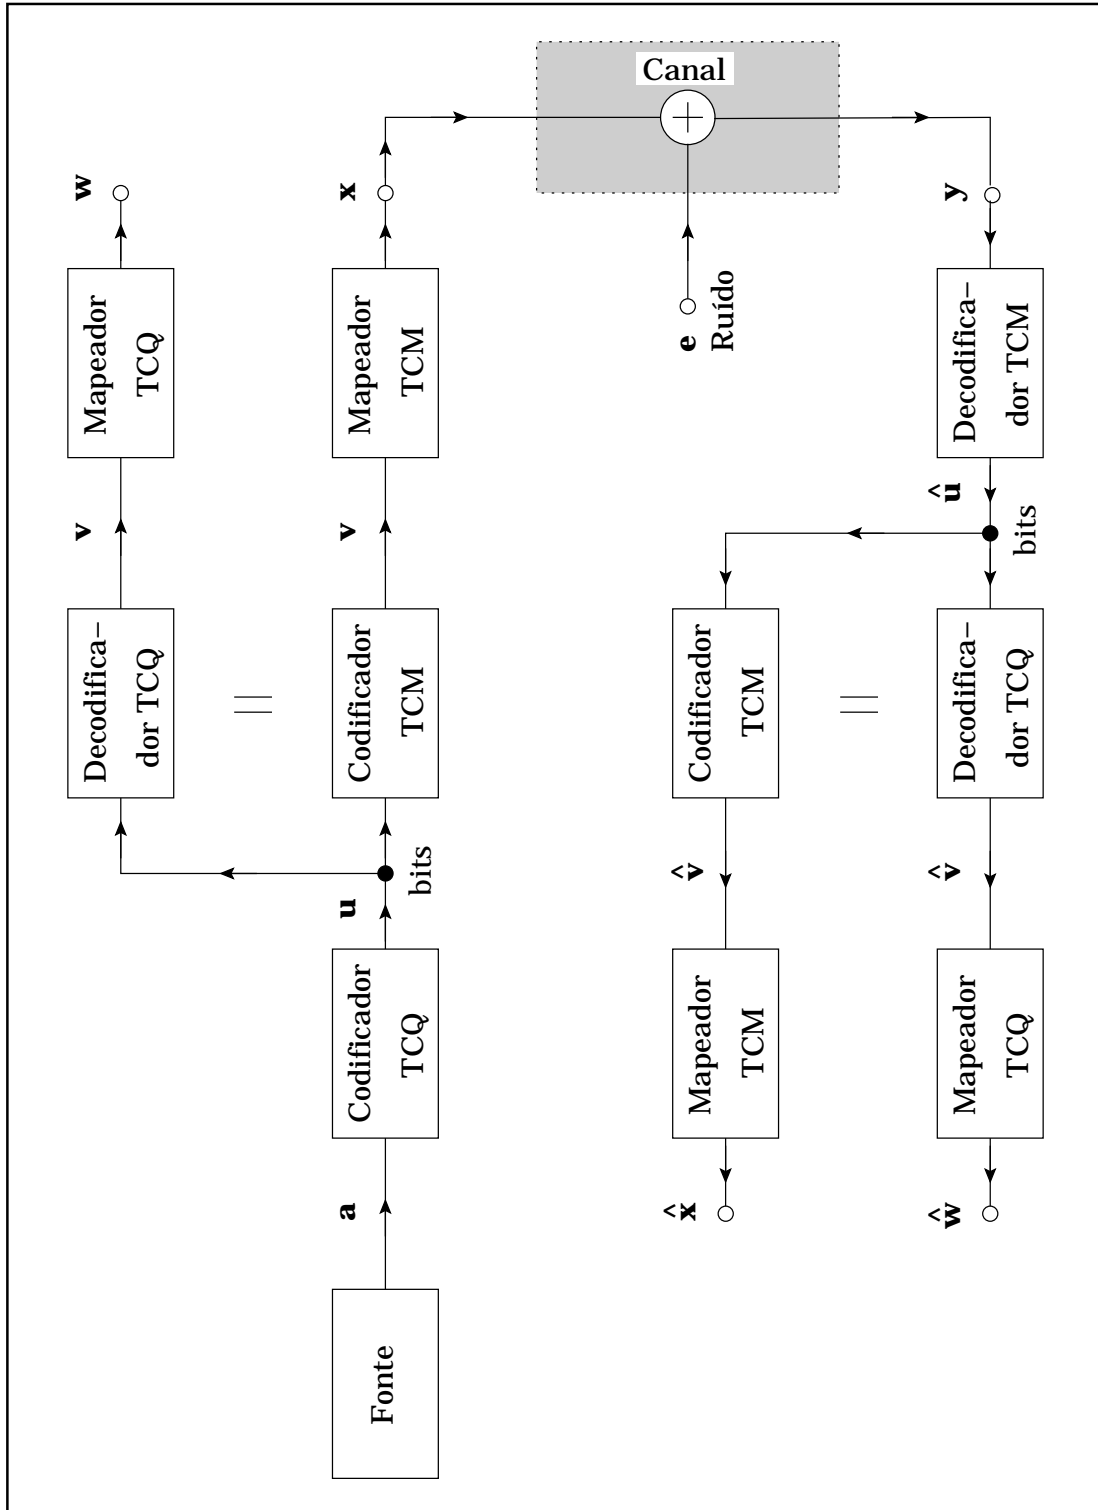 Canal
w
Mapeador
TCQ
v
Decodifica–
dor TCQ
x
Mapeador
TCM
v
Codificador
TCM
bits
u
Codificador
TCQ
a
Fonte
e
Ruído
y
Decodifica–
dor TCM
û
bits
Codificador
TCM
v̂
Mapeador
TCM
x̂
Decodifica–
dor TCQ
v̂
Mapeador
TCQ
ŵ